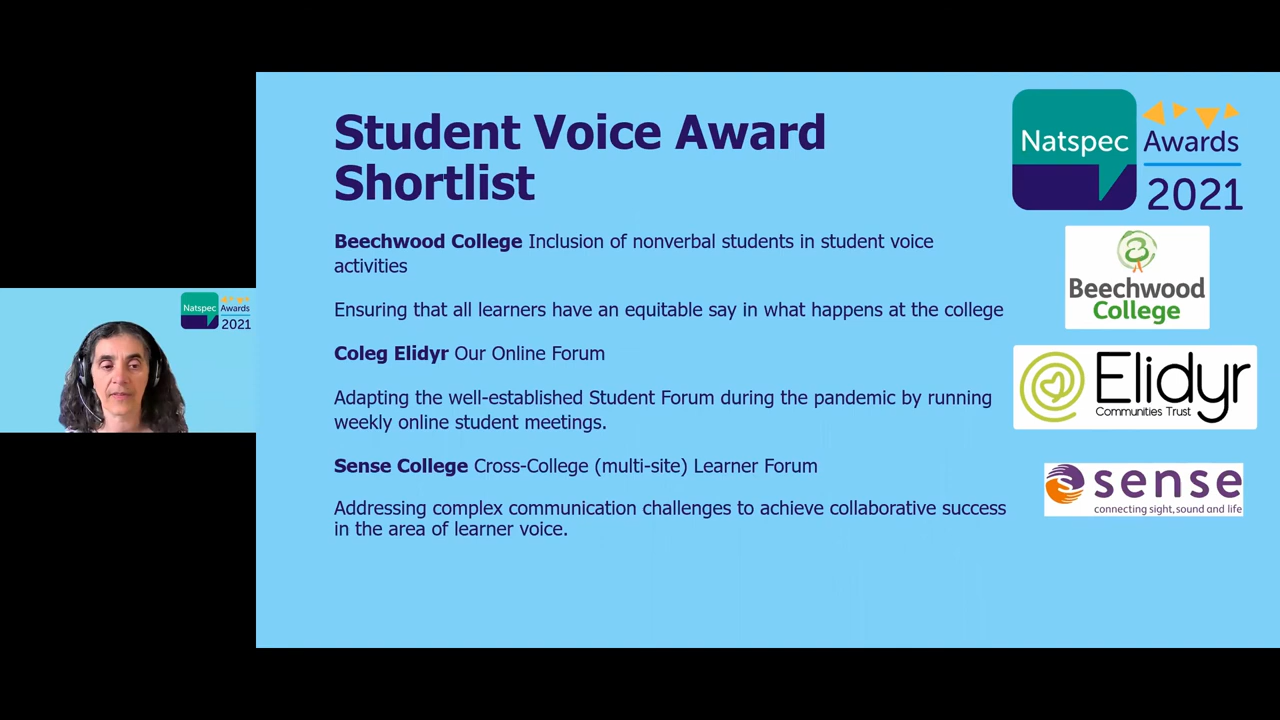 Student Voice Award
Shortlist
Beechwood College Inclusion of nonverbal students in student voice
activities
Ensuring that all learners have an equitable say in what happens at the college
Coleg Elidyr Our Online Forum
Adapting the well-established Student Forum during the pandemic by running
weekly online student meetings.
Sense College Cross-College (multi-site) Learner Forum
Addressing complex communication challenges to achieve collaborative success
in the area of learner voice.
Natspec Awards
2021
Beechwood
College
Elidyr
Communities Trust
sense
connecting sight, sound and life
Natspec Awards
2021